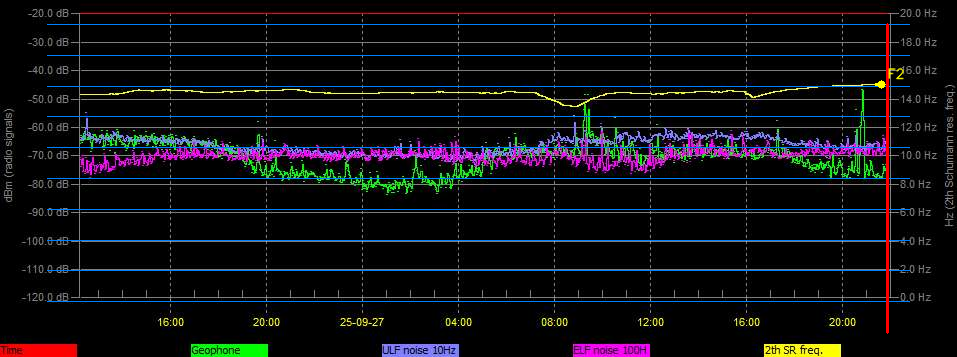 -20.0 dB 20.0 Hz
-30.0 dB 18.0 Hz
-40.0 dB 16.0 Hz
F2
-50.0 dB 14.0 Hz
-60.0 dB 12.0 Hz
-70.0 dB 10.0 Hz
-80.0 dB 8.0 Hz
-90.0 dB 6.0 Hz
-100.0 dB 4.0 Hz
-110.0 dB 2.0 Hz
-120.0 dB 0.0 Hz
dBm (radio signals)
Hz (2th Schumann res. freq.)
16:00 20:00 25-09-27 04:00 08:00 12:00 16:00 20:00
Time Geophone ULF noise 10Hz ELF noise 100H 2th SR freq.